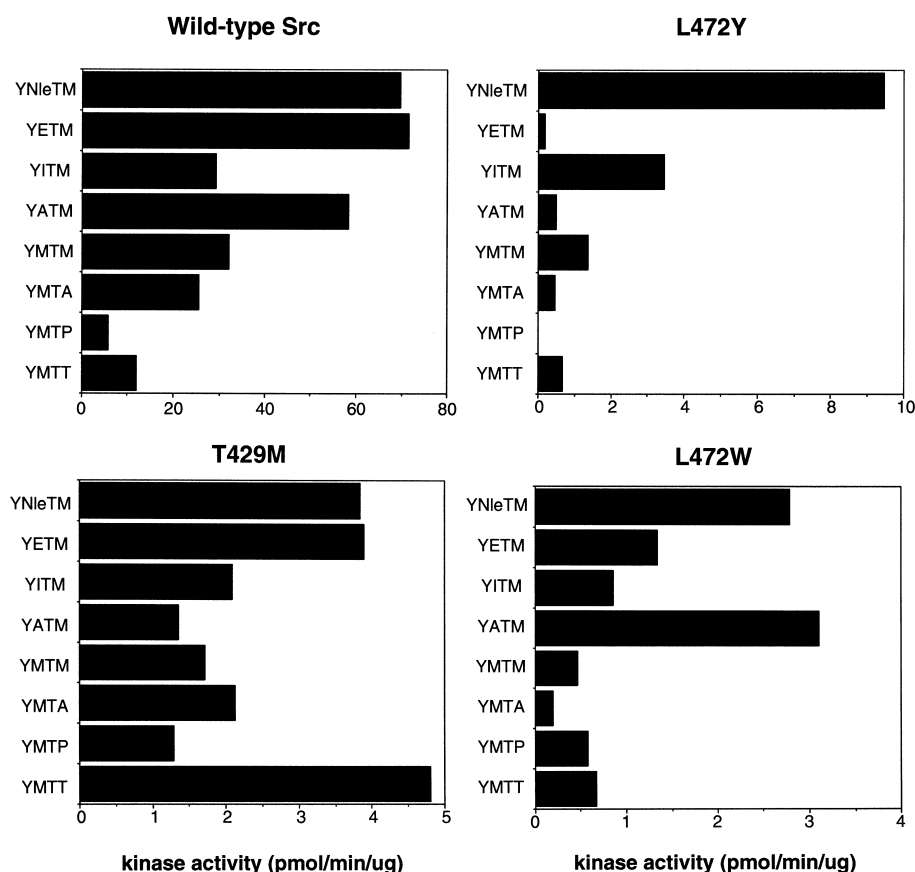 Wild-type Src
YNleTM
YETM
YITM
YATM
YMTM
YMTA
YMTP
YMTT
0 20 40 60 80
L472Y
YNleTM
YETM
YITM
YATM
YMTM
YMTA
YMTP
YMTT
0 2 4 6 8 10
T429M
YNleTM
YETM
YITM
YATM
YMTM
YMTA
YMTP
YMTT
0 1 2 3 4 5
kinase activity (pmol/min/ug)
L472W
YNleTM
YETM
YITM
YATM
YMTM
YMTA
YMTP
YMTT
0 1 2 3 4
kinase activity (pmol/min/ug)